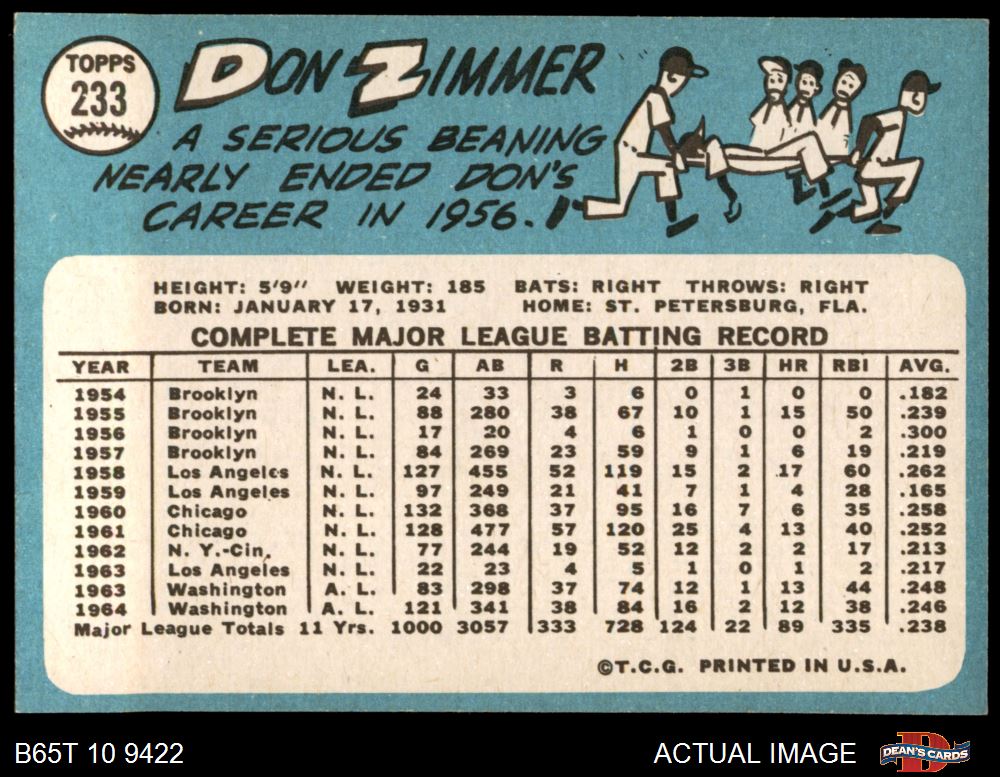 TOPPS
233
DON ZIMMER
A SERIOUS BEANING
NEARLY ENDED DON'S
CAREER IN 1956.
HEIGHT: 5'9" WEIGHT: 185 BATS: RIGHT THROWS: RIGHT
BORN: JANUARY 17, 1931 HOME: ST. PETERSBURG, FLA.
COMPLETE MAJOR LEAGUE BATTING RECORD
YEAR TEAM LEA. G AB R H 2B 3B HR RBI AVG.
1954 Brooklyn N. L. 24 33 3 6 0 1 0 0 .182
1955 Brooklyn N. L. 88 280 38 67 10 1 15 50 .239
1956 Brooklyn N. L. 17 20 4 6 1 0 0 2 .300
1957 Brooklyn N. L. 84 269 23 59 9 1 6 19 .219
1958 Los Angeles N. L. 127 455 52 119 15 2 17 60 .262
1959 Los Angeles N. L. 97 249 21 41 7 1 4 28 .165
1960 Chicago N. L. 132 368 37 95 16 7 6 35 .258
1961 Chicago N. L. 128 477 57 120 25 4 13 40 .252
1962 N. Y.-Cin. N. L. 77 244 19 52 12 2 2 17 .213
1963 Los Angeles N. L. 22 23 4 5 1 0 1 2 .217
1963 Washington A. L. 83 298 37 74 12 1 13 44 .248
1964 Washington A. L. 121 341 38 84 16 2 12 38 .246
Major League Totals 11 Yrs. 1000 3057 333 728 124 22 89 335 .238
©T.C.G. PRINTED IN U.S.A.
B65T 10 9422 ACTUAL IMAGE D DEAN'S CARDS